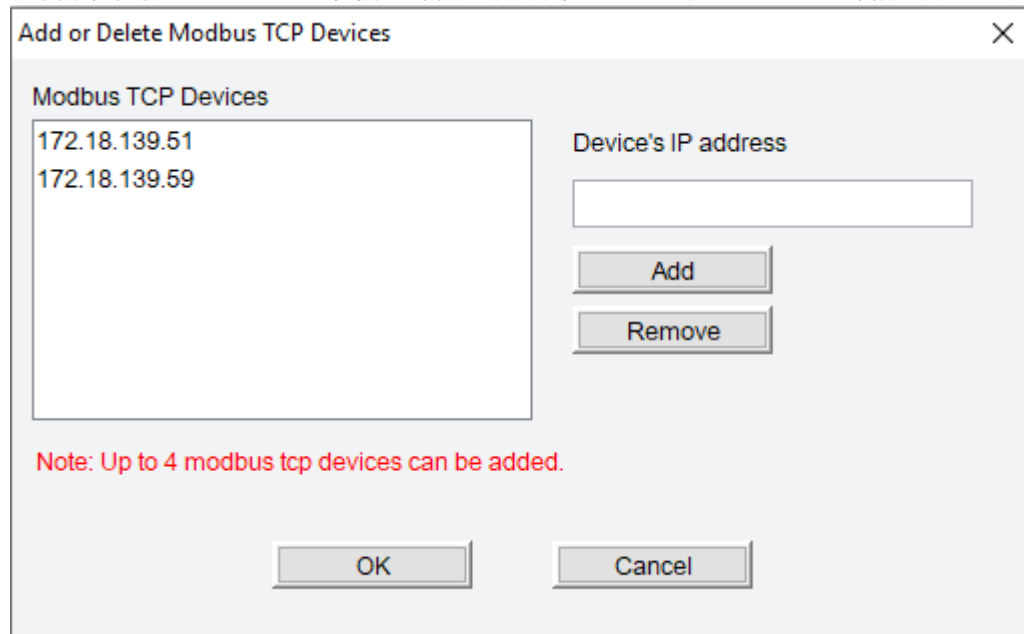 Add or Delete Modbus TCP Devices
Modbus TCP Devices
172.18.139.51
172.18.139.59
Device's IP address
Add
Remove
Note: Up to 4 modbus tcp devices can be added.
OK
Cancel